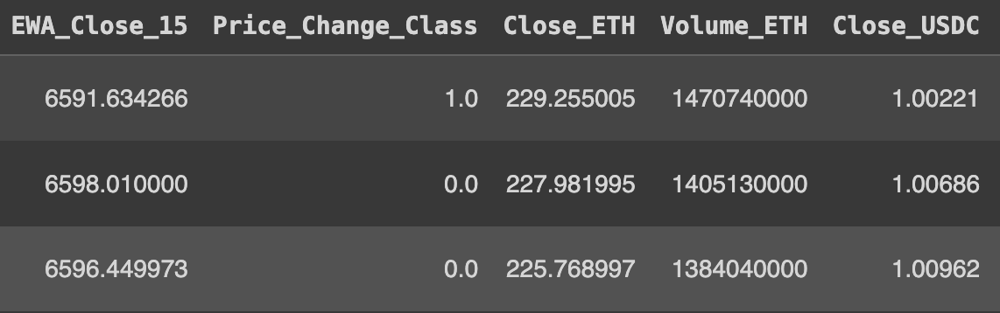 EWA_Close_15 Price_Change_Class Close_ETH Volume_ETH Close_USDC
6591.634266 1.0 229.255005 1470740000 1.00221
6598.010000 0.0 227.981995 1405130000 1.00686
6596.449973 0.0 225.768997 1384040000 1.00962